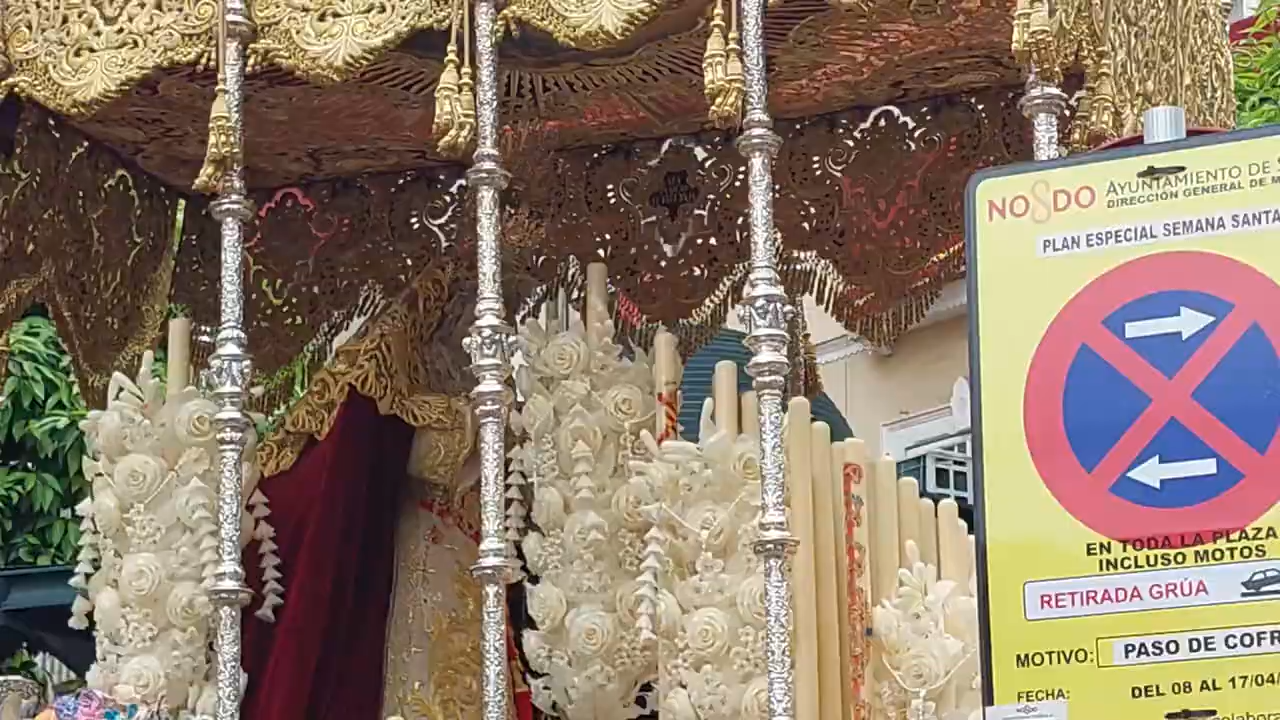 NO8DO AYUNTAMIENTO DE
DIRECCIÓN GENERAL DE M
PLAN ESPECIAL SEMANA SANTA
EN TODA LA PLAZA
INCLUSO MOTOS
RETIRADA GRÚA
MOTIVO: PASO DE COFR
FECHA: DEL 08 AL 17/04/